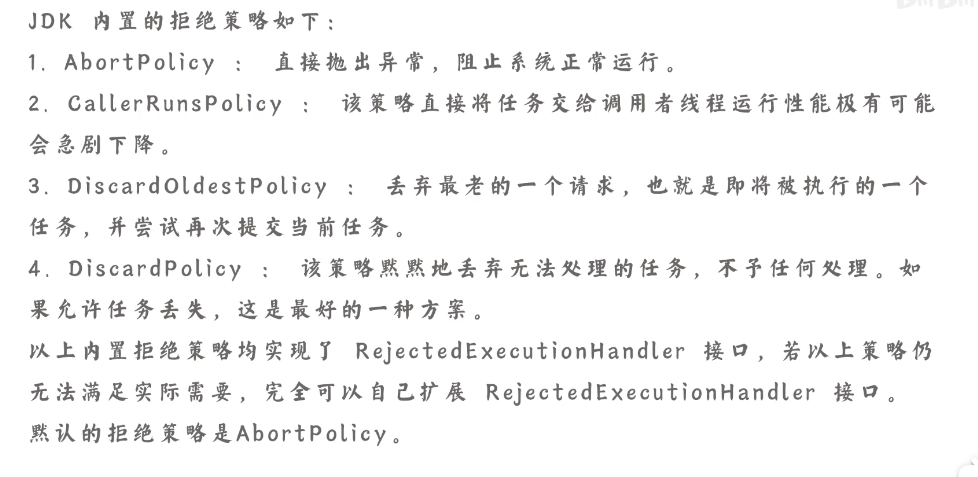 JDK 内置的拒绝策略如下：
1. AbortPolicy ： 直接抛出异常，阻止系统正常运行。
2. CallerRunsPolicy ： 该策略直接将任务交给调用者线程运行性能极有可能
会急剧下降。
3. DiscardOldestPolicy ： 丢弃最老的一个请求，也就是即将被执行的一个
任务，并尝试再次提交当前任务。
4. DiscardPolicy ： 该策略默默地丢弃无法处理的任务，不予任何处理。如
果允许任务丢失，这是最好的一种方案。
以上内置拒绝策略均实现了 RejectedExecutionHandler 接口，若以上策略仍
无法满足实际需要，完全可以自己扩展 RejectedExecutionHandler 接口。
默认的拒绝策略是AbortPolicy。